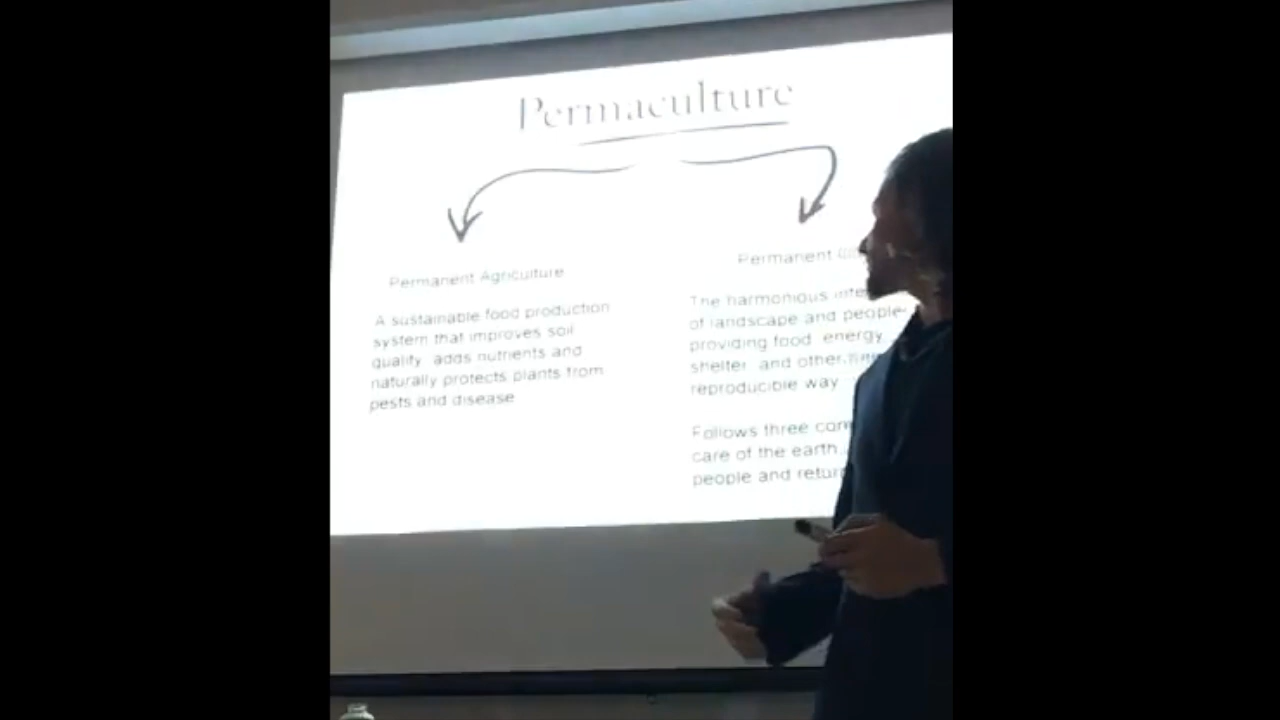 Permaculture
Permanent Agriculture
A sustainable food production
system that improves soil
quality adds nutrients and
naturally protects plants from
pests and disease
Permanent
The harmonious
of landscape and people
providing food energy
shelter and other
reproducible way
Follows three
care of the earth
people and